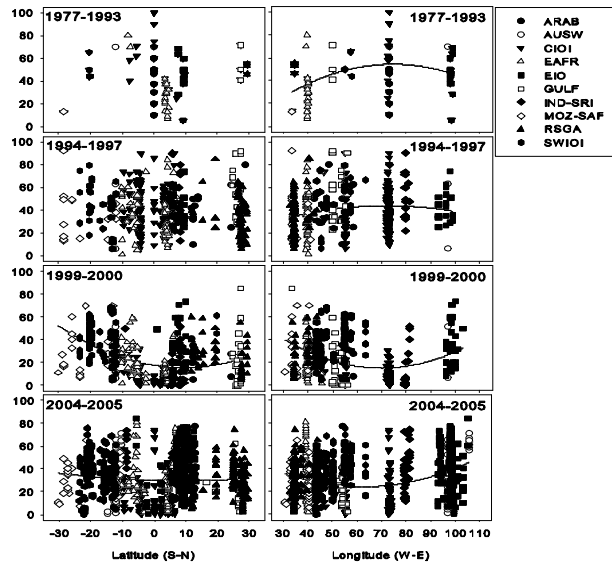 1977-1993
100
80
60
40
20
0
1977-1993
1994-1997
100
80
60
40
20
0
1994-1997
1999-2000
100
80
60
40
20
0
1999-2000
2004-2005
100
80
60
40
20
0
2004-2005
-30 -20 -10 0 10 20 30
30 40 50 60 70 80 90 100 110
Latitude (S-N)
Longitude (W-E)
ARAB
AUSW
CIOI
EAFR
EIO
GULF
IND-SRI
MOZ-SAF
RSGA
SWIOI